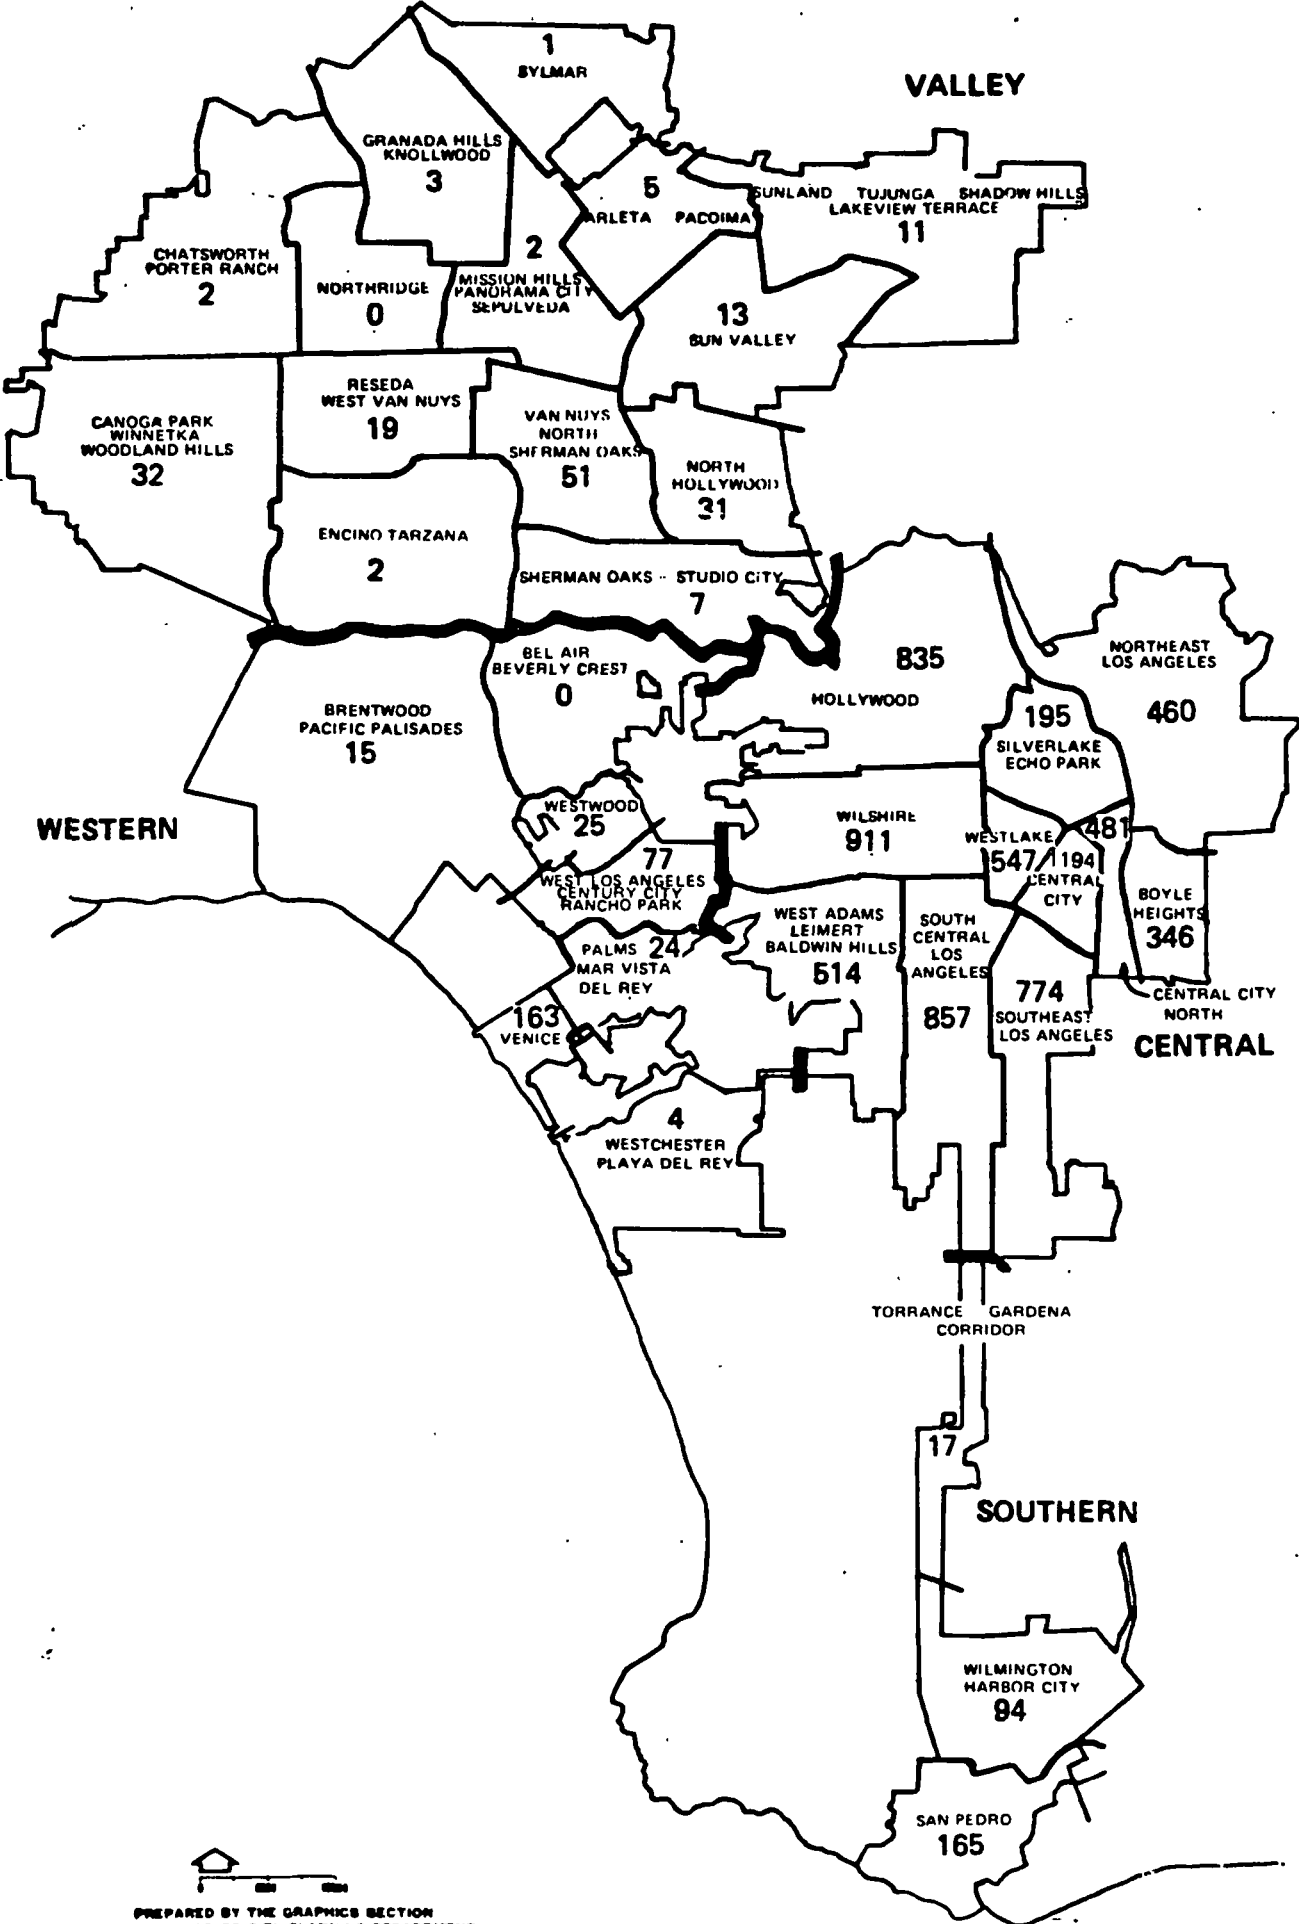 1
SYLMAR
VALLEY
GRANADA HILLS
KNOLLWOOD
3
5
ARLETA PACOIMA
SUNLAND TUJUNGA SHADOW HILLS
LAKEVIEW TERRACE
11
CHATSWORTH
PORTER RANCH
2
NORTHRIDGE
0
2
MISSION HILLS
PANORAMA CITY
SEPULVEDA
13
SUN VALLEY
RESEDA
WEST VAN NUYS
19
CANOGA PARK
WINNETKA
WOODLAND HILLS
32
VAN NUYS
NORTH
SHERMAN OAKS
51
NORTH
HOLLYWOOD
31
ENCINO TARZANA
2
SHERMAN OAKS - STUDIO CITY
7
BEL AIR
BEVERLY CREST
0
835
HOLLYWOOD
NORTHEAST
LOS ANGELES
460
BRENTWOOD
PACIFIC PALISADES
15
195
SILVERLAKE
ECHO PARK
WESTERN
WESTWOOD
25
WILSHIRE
911
WESTLAKE
547
481
1194
CENTRAL
CITY
77
WEST LOS ANGELES
CENTURY CITY
RANCHO PARK
BOYLE
HEIGHTS
346
WEST ADAMS
LEIMERT
BALDWIN HILLS
514
SOUTH
CENTRAL
LOS
ANGELES
857
PALMS 24
MAR VISTA
DEL REY
774
SOUTHEAST
LOS ANGELES
CENTRAL CITY
NORTH
CENTRAL
163
VENICE
4
WESTCHESTER
PLAYA DEL REY
TORRANCE GARDENA
CORRIDOR
17
SOUTHERN
WILMINGTON
HARBOR CITY
94
SAN PEDRO
165
0
PREPARED BY THE GRAPHICS SECTION